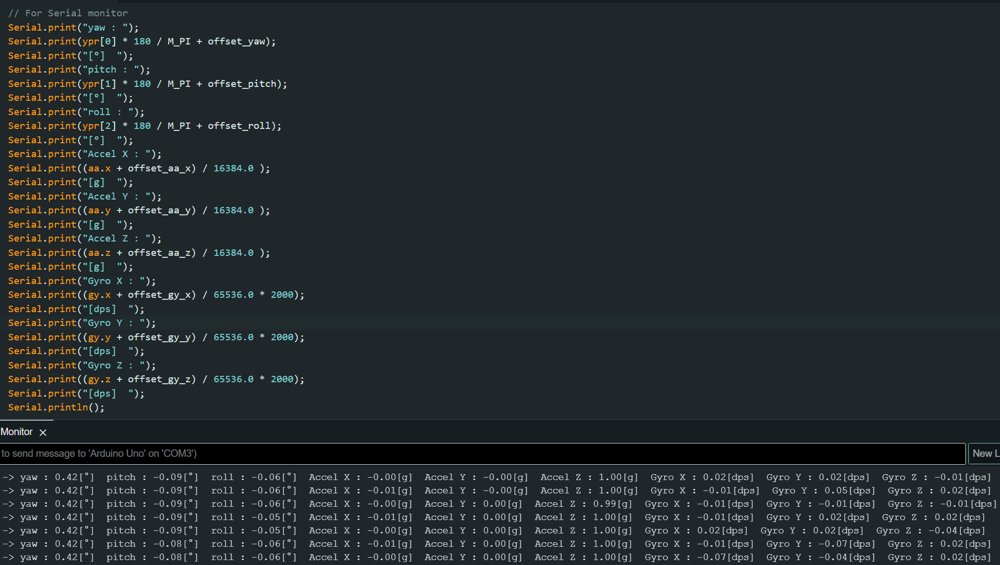 // For Serial monitor
Serial.print("yaw : ");
Serial.print(ypr[0] * 180 / M_PI + offset_yaw);
Serial.print("[°]  ");
Serial.print("pitch : ");
Serial.print(ypr[1] * 180 / M_PI + offset_pitch);
Serial.print("[°]  ");
Serial.print("roll : ");
Serial.print(ypr[2] * 180 / M_PI + offset_roll);
Serial.print("[°]  ");
Serial.print("Accel X : ");
Serial.print((aa.x + offset_aa_x) / 16384.0 );
Serial.print("[g]  ");
Serial.print("Accel Y : ");
Serial.print((aa.y + offset_aa_y) / 16384.0 );
Serial.print("[g]  ");
Serial.print("Accel Z : ");
Serial.print((aa.z + offset_aa_z) / 16384.0 );
Serial.print("[g]  ");
Serial.print("Gyro X : ");
Serial.print((gy.x + offset_gy_x) / 65536.0 * 2000);
Serial.print("[dps]  ");
Serial.print("Gyro Y : ");
Serial.print((gy.y + offset_gy_y) / 65536.0 * 2000);
Serial.print("[dps]  ");
Serial.print("Gyro Z : ");
Serial.print((gy.z + offset_gy_z) / 65536.0 * 2000);
Serial.print("[dps]  ");
Serial.println();
Monitor
to send message to 'Arduino Uno' on 'COM3')
New L
-> yaw : 0.42[°]  pitch : -0.09[°]  roll : -0.06[°]  Accel X : -0.00[g]  Accel Y : -0.00[g]  Accel Z : 1.00[g]  Gyro X : 0.02[dps]  Gyro Y : 0.02[dps]  Gyro Z : -0.01[dps]
-> yaw : 0.42[°]  pitch : -0.09[°]  roll : -0.06[°]  Accel X : -0.01[g]  Accel Y : -0.00[g]  Accel Z : 1.00[g]  Gyro X : -0.01[dps]  Gyro Y : 0.05[dps]  Gyro Z : 0.02[dps]
-> yaw : 0.42[°]  pitch : -0.09[°]  roll : -0.06[°]  Accel X : -0.00[g]  Accel Y : 0.00[g]  Accel Z : 0.99[g]  Gyro X : -0.01[dps]  Gyro Y : -0.01[dps]  Gyro Z : -0.01[dps]
-> yaw : 0.42[°]  pitch : -0.09[°]  roll : -0.05[°]  Accel X : -0.01[g]  Accel Y : 0.00[g]  Accel Z : 1.00[g]  Gyro X : -0.01[dps]  Gyro Y : 0.02[dps]  Gyro Z : 0.02[dps]
-> yaw : 0.42[°]  pitch : -0.09[°]  roll : -0.05[°]  Accel X : -0.00[g]  Accel Y : 0.00[g]  Accel Z : 1.00[g]  Gyro X : 0.02[dps]  Gyro Y : 0.02[dps]  Gyro Z : -0.04[dps]
-> yaw : 0.42[°]  pitch : -0.08[°]  roll : -0.06[°]  Accel X : -0.01[g]  Accel Y : 0.00[g]  Accel Z : 1.00[g]  Gyro X : -0.01[dps]  Gyro Y : -0.07[dps]  Gyro Z : 0.02[dps]
-> yaw : 0.42[°]  pitch : -0.08[°]  roll : -0.06[°]  Accel X : -0.00[g]  Accel Y : 0.00[g]  Accel Z : 1.00[g]  Gyro X : -0.07[dps]  Gyro Y : -0.04[dps]  Gyro Z : 0.02[dps]